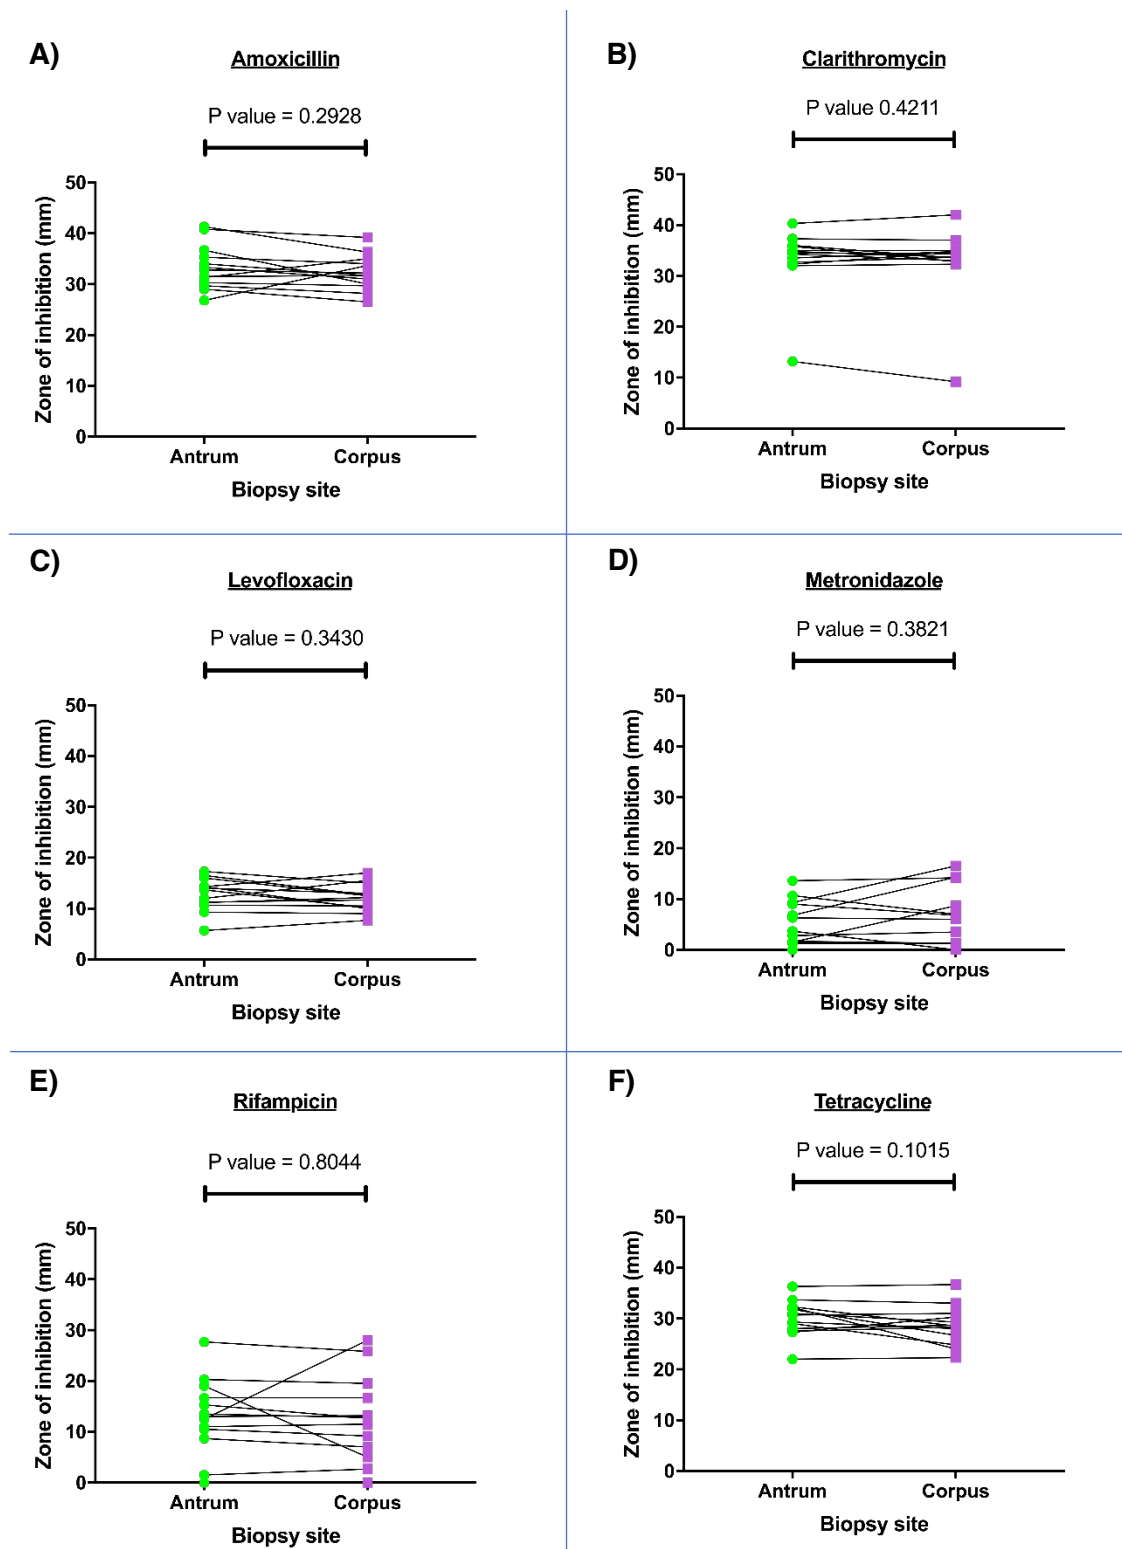 A)
Amoxicillin
P value = 0.2928
50
40
30
20
10
0
Zone of inhibition (mm)
Antrum
Corpus
Biopsy site
B)
Clarithromycin
P value 0.4211
50
40
30
20
10
0
Zone of inhibition (mm)
Antrum
Corpus
Biopsy site
C)
Levofloxacin
P value = 0.3430
50
40
30
20
10
0
Zone of inhibition (mm)
Antrum
Corpus
Biopsy site
D)
Metronidazole
P value = 0.3821
50
40
30
20
10
0
Zone of inhibition (mm)
Antrum
Corpus
Biopsy site
E)
Rifampicin
P value = 0.8044
50
40
30
20
10
0
Zone of inhibition (mm)
Antrum
Corpus
Biopsy site
F)
Tetracycline
P value = 0.1015
50
40
30
20
10
0
Zone of inhibition (mm)
Antrum
Corpus
Biopsy site